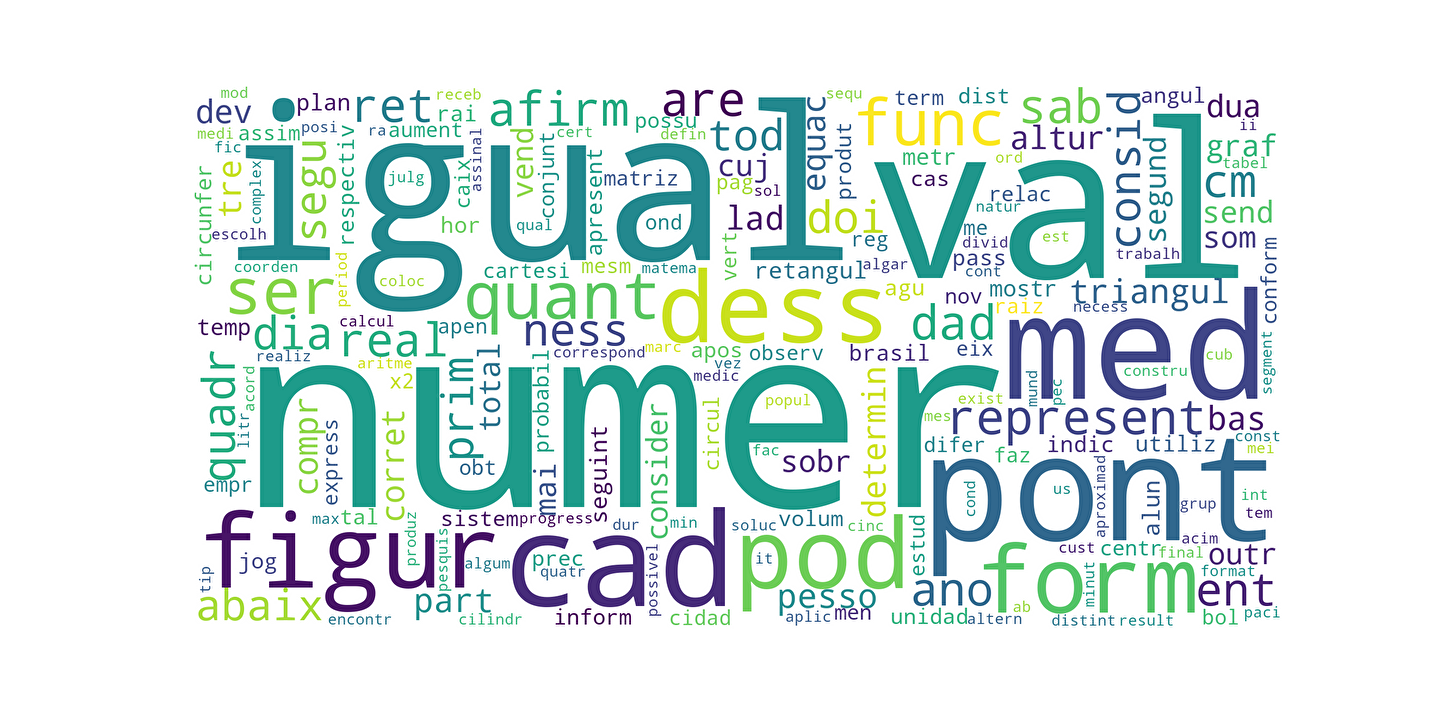 mod
receb
sequ
dev
plan
ret
rai
afirm
possu
are
func
term
dist
sab
angul
dua
ii
medi
assim
posi
ra
aument
cert
defin
tod
equac
produt
altur
consid
segund
graf
tabel
fic
tre
complex
segu
respectiv
julg
caix
assinal
vend
conjunt
apresent
matriz
cuj
pag
sol
metr
ord
cas
relac
natur
cm
circunfer
escolh
igual
val
hor
qual
ond
lad
doi
reg
me
divid
est
send
som
trabalh
conform
coorden
period
coloc
cartesi
mesm
matema
vert
retangul
algar
pass
cont
mostr
triangul
necess
ser
quant
dess
agu
nov
raiz
temp
dia
calcul
real
apen
ness
dad
med
correspond
marc
apos
observ
brasil
eix
cub
segment
realiz
aritme
x2
vez
medic
constru
quadr
acord
litr
compr
express
corret
prim
total
probabil
numer
popul
determin
exist
mund
pec
mes
represent
bas
circul
consider
mai
seguint
fac
sobr
difer
faz
indic
utiliz
const
mei
empr
obt
pont
cond
us
aproximad
alun
grup
int
tem
max
tal
sistem
progress
dur
min
soluc
volum
cinc
estud
acim
figur
cad
pod
it
form
cust
centr
final
outr
jog
tip
produz
pesquis
algum
prec
quatr
possivel
pesso
ano
minut
format
ent
abaix
part
encontr
cilindr
inform
cidad
aplic
men
unidad
altern
ab
distint
result
bol
paci